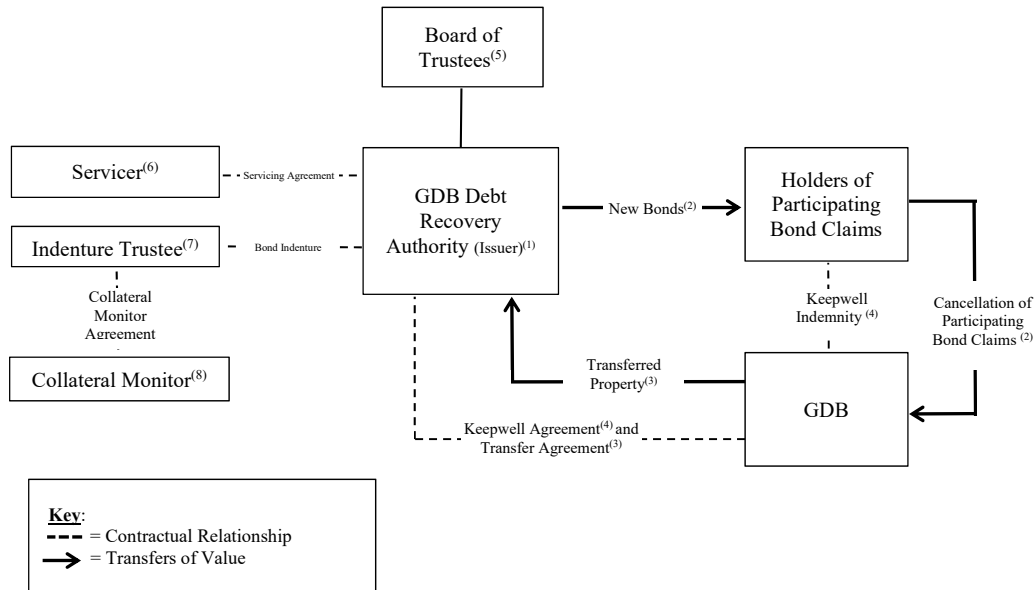 Board of
Trustees(5)
Servicer(6)
Servicing Agreement
GDB Debt
Recovery
Authority (Issuer)(1)
New Bonds(2)
Holders of
Participating
Bond Claims
Indenture Trustee(7)
Bond Indenture
Collateral
Monitor
Agreement
Collateral Monitor(8)
Keepwell
Indemnity (4)
Cancellation of
Participating
Bond Claims (2)
Transferred
Property(3)
GDB
Keepwell Agreement(4) and
Transfer Agreement(3)
Key:
= Contractual Relationship
= Transfers of Value